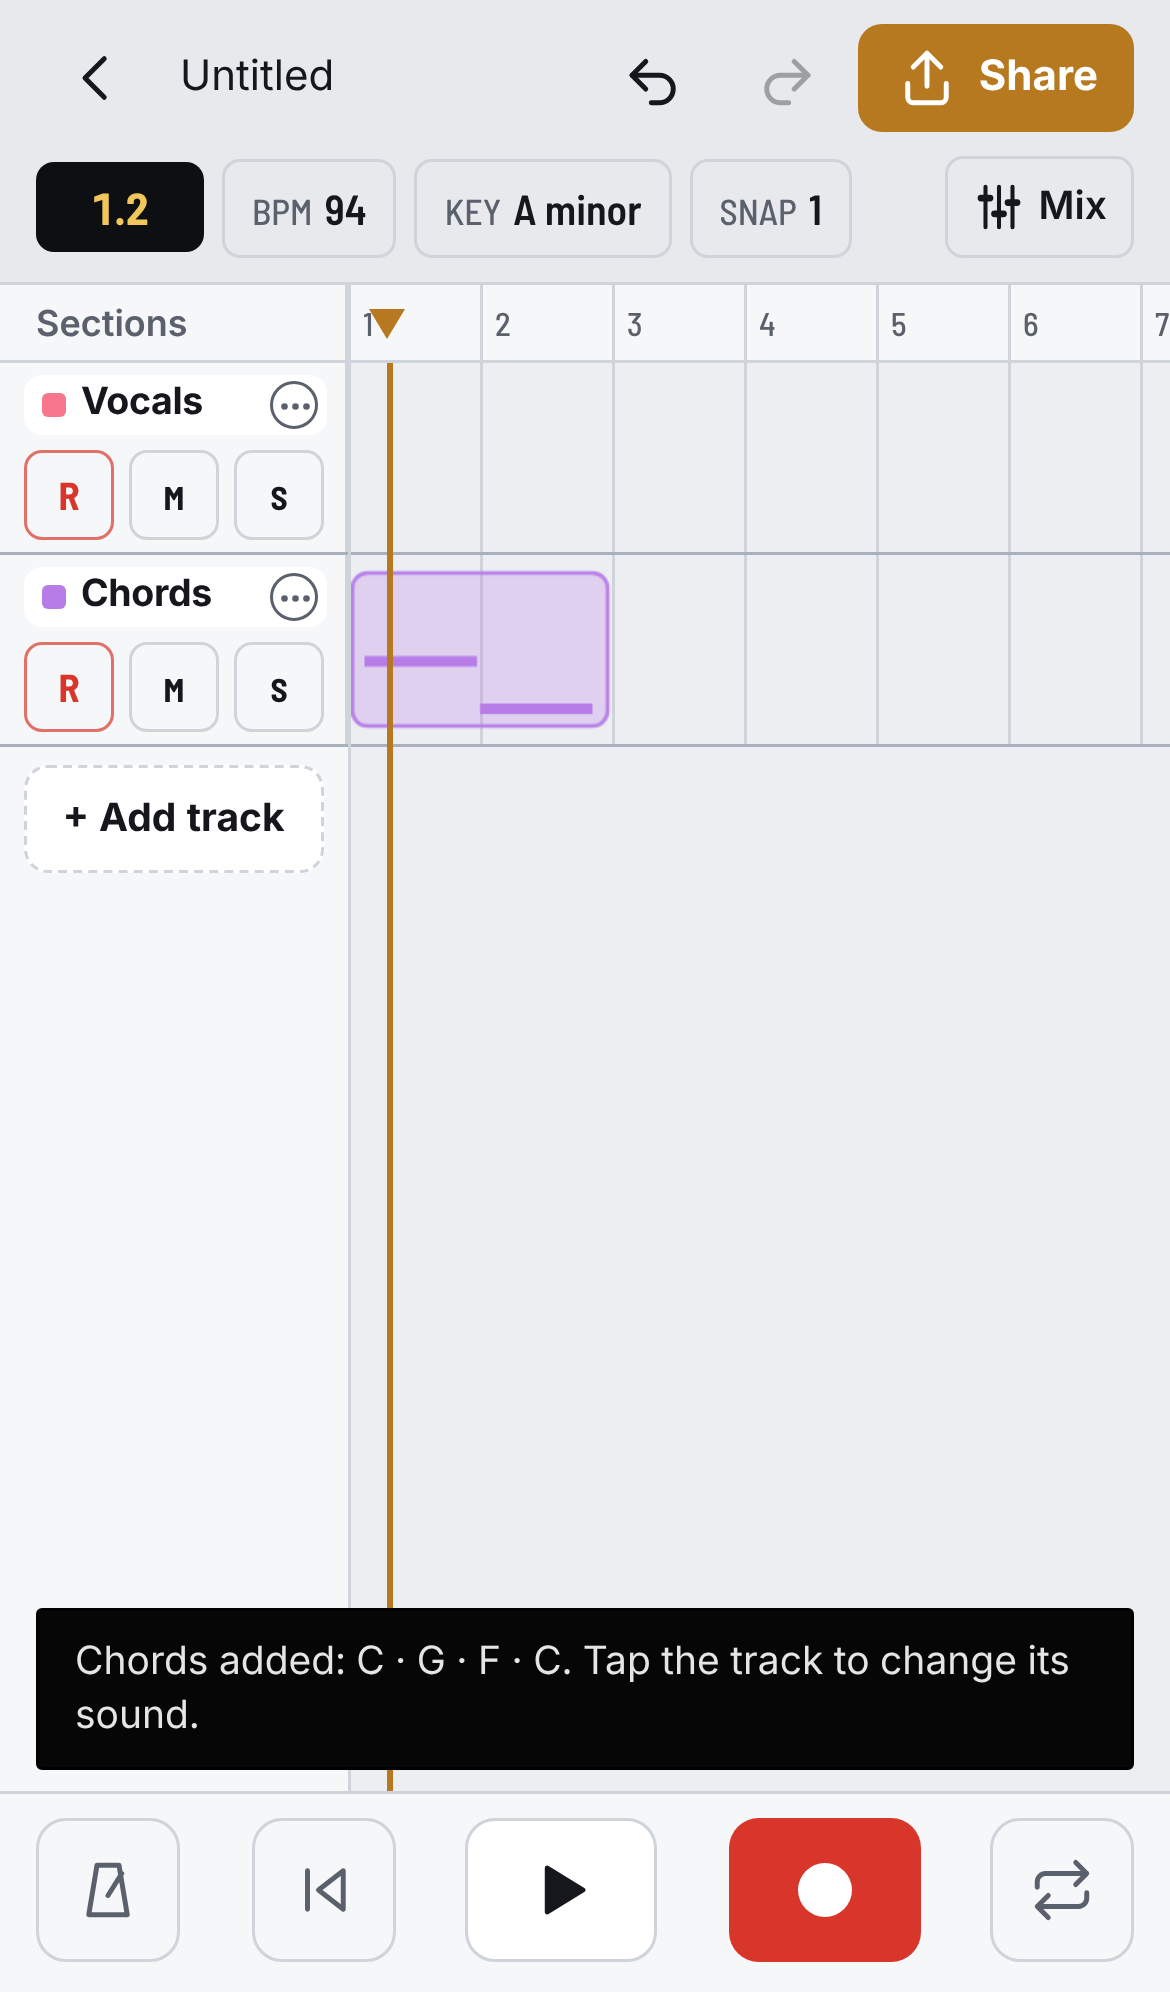 Untitled
Share
1.2
BPM 94
KEY A minor
SNAP 1
Mix
Sections
1 2 3 4 5 6 7
Vocals
R M S
Chords
R M S
+ Add track
Chords added: C · G · F · C. Tap the track to change its
sound.